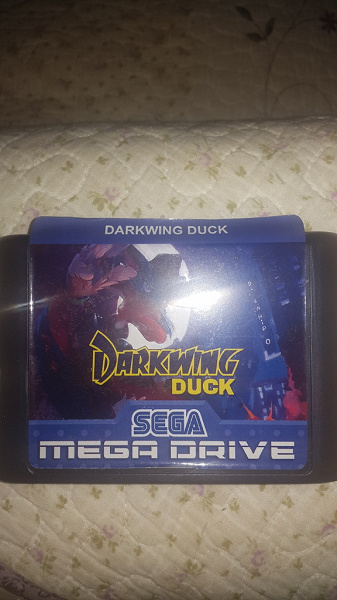 DARKWING DUCK
DARKWING
DUCK
SEGA
MEGA DRIVE